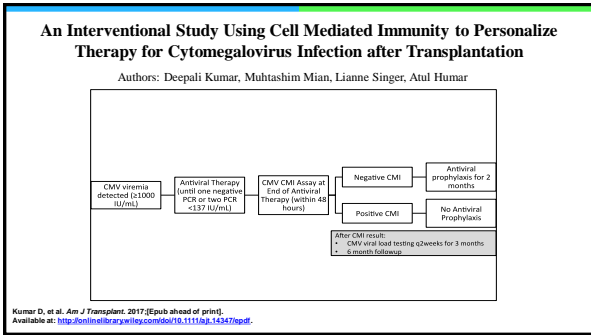 An Interventional Study Using Cell Mediated Immunity to Personalize
Therapy for Cytomegalovirus Infection after Transplantation
Authors: Deepali Kumar, Muhtashim Mian, Lianne Singer, Atul Humar
CMV viremia
detected (≥1000
IU/mL)
Antiviral Therapy
(until one negative
PCR or two PCR
<137 IU/mL)
CMV CMI Assay at
End of Antiviral
Therapy (within 48
hours)
Negative CMI
Antiviral
prophylaxis for 2
months
Positive CMI
No Antiviral
Prophylaxis
After CMI result:
• CMV viral load testing q2weeks for 3 months
• 6 month followup
Kumar D, et al. Am J Transplant. 2017;[Epub ahead of print].
Available at: http://onlinelibrary.wiley.com/doi/10.1111/ajt.14347/epdf.